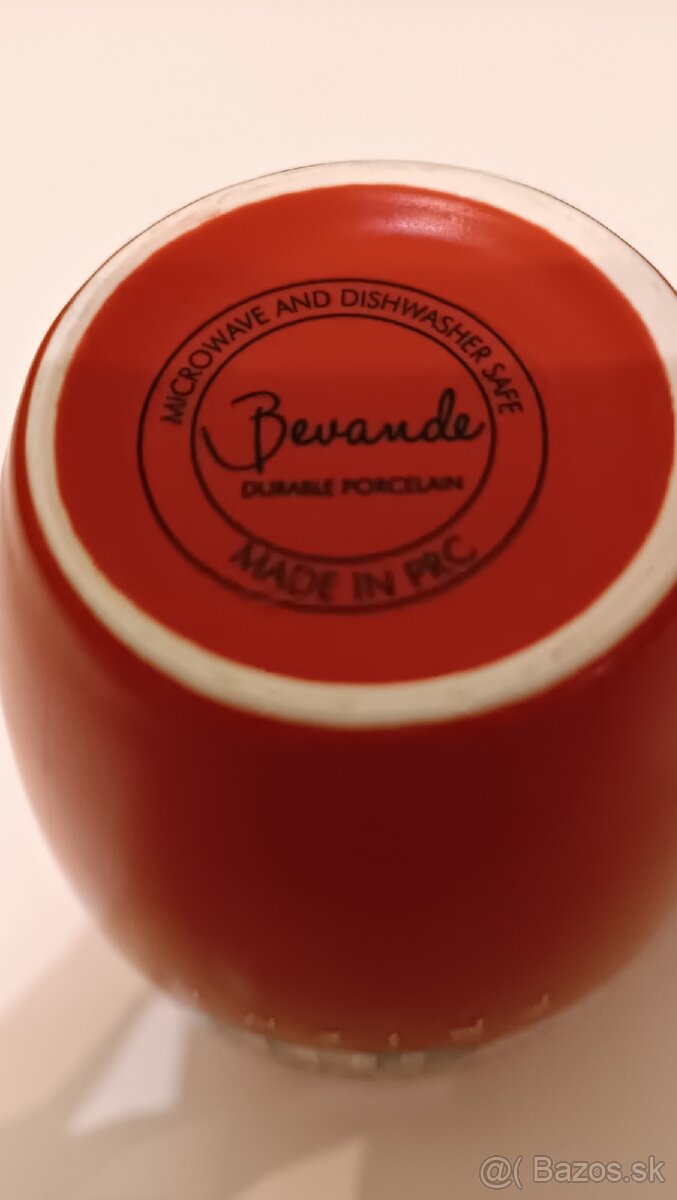 MICROWAVE AND DISHWASHER SAFE
Bevande
DURABLE PORCELAIN
MADE IN PRC
@( Bazos.sk